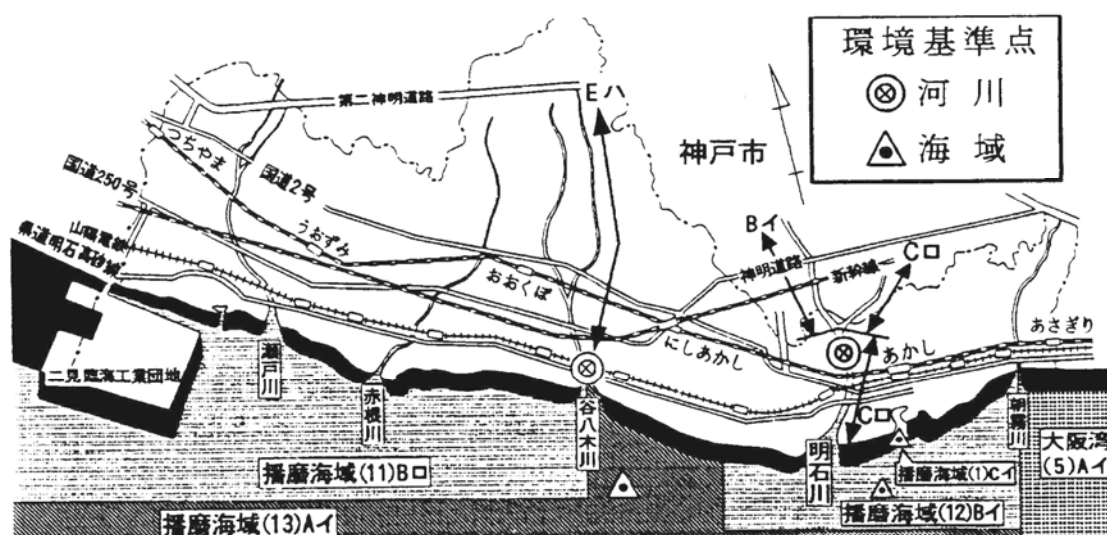 環境基準点
河川
海域
第二神明道路
Eハ
神戸市
つちやま
国道2号
国道250号
山陽電線
県道明石高砂線
うおずみ
おおくぼ
Bイ
Cロ
神明道路
新幹線
にしあかし
あかし
あさぎり
二見臨海工業団地
瀬戸川
赤根川
谷八木川
明石川
朝霧川
Cロ
大阪湾
(5)Aイ
播磨海域(11)Bロ
播磨海域(1)Cイ
播磨海域(12)Bイ
播磨海域(13)Aイ